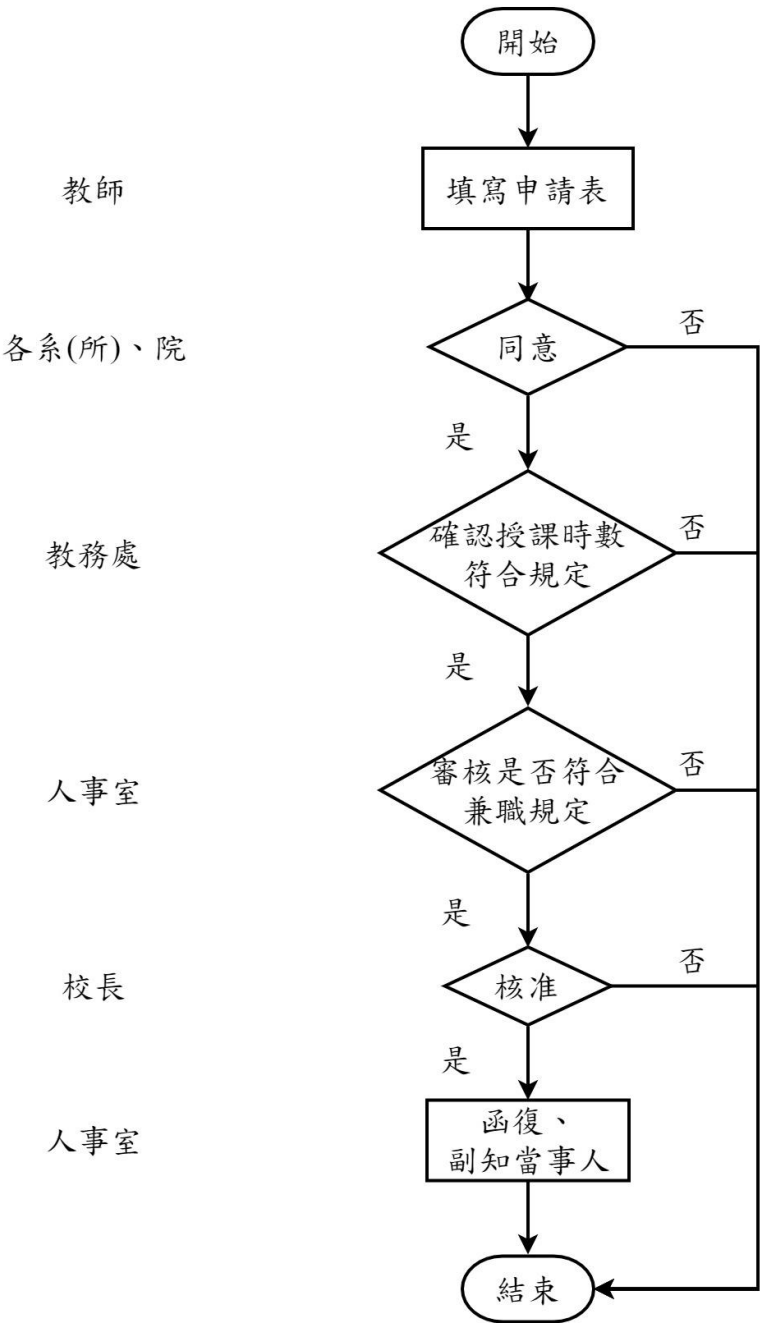 開始
教師
填寫申請表
各系(所)、院
同意
否
是
教務處
確認授課時數
符合規定
否
是
人事室
審核是否符合
兼職規定
否
是
校長
核准
否
是
人事室
函復、
副知當事人
結束